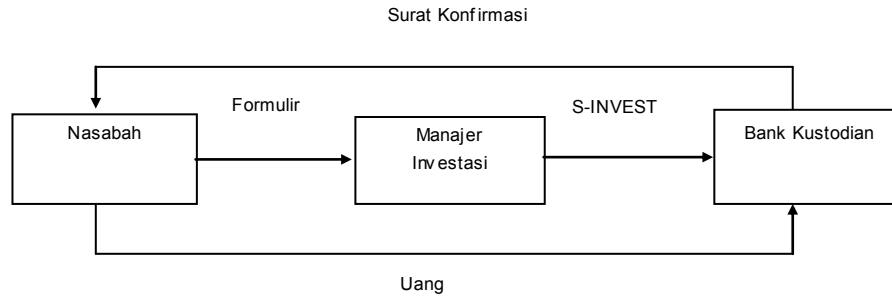 Surat Konfirmasi
Formulir
S-INVEST
Nasabah
Manajer
Investasi
Bank Kustodian
Uang